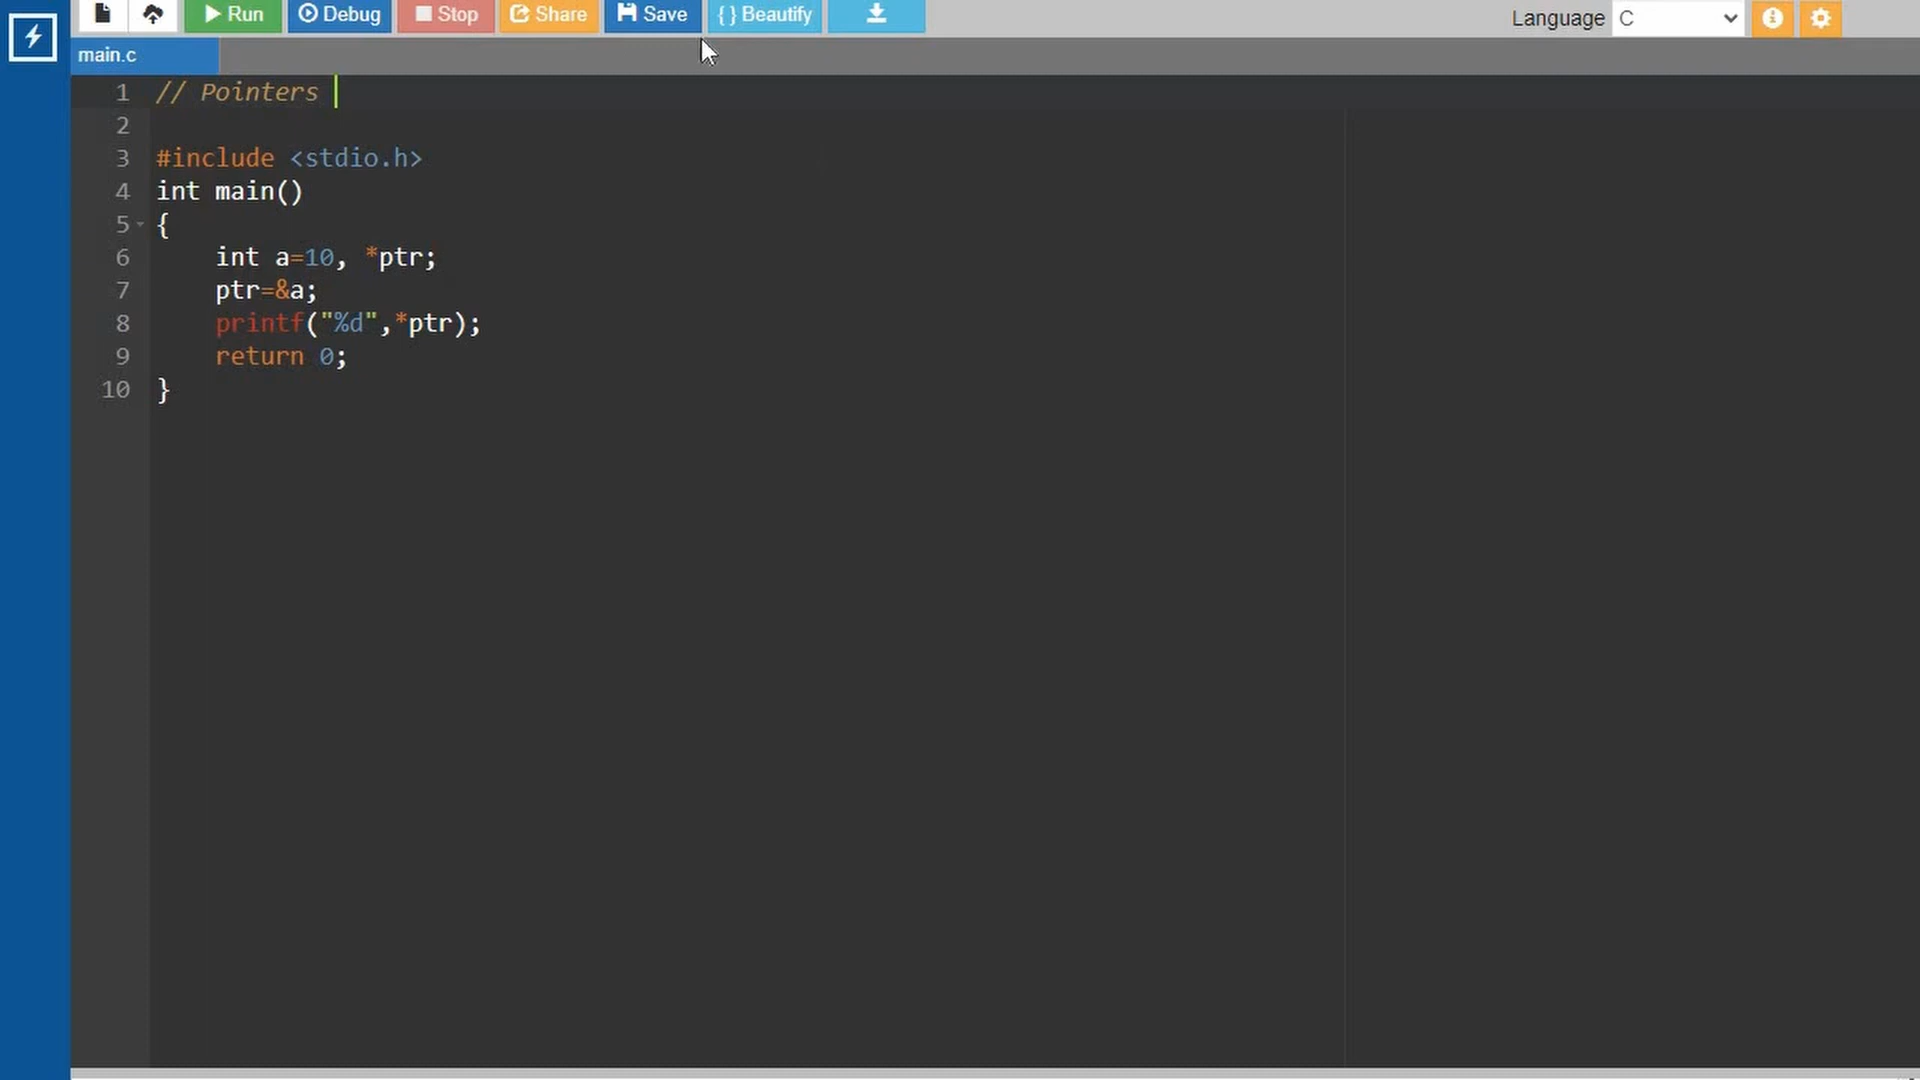 Run Debug Stop Share Save { } Beautify Language C
main.c
1 // Pointers
2
3 #include <stdio.h>
4 int main()
5 {
6 int a=10, *ptr;
7 ptr=&a;
8 printf("%d",*ptr);
9 return 0;
10 }